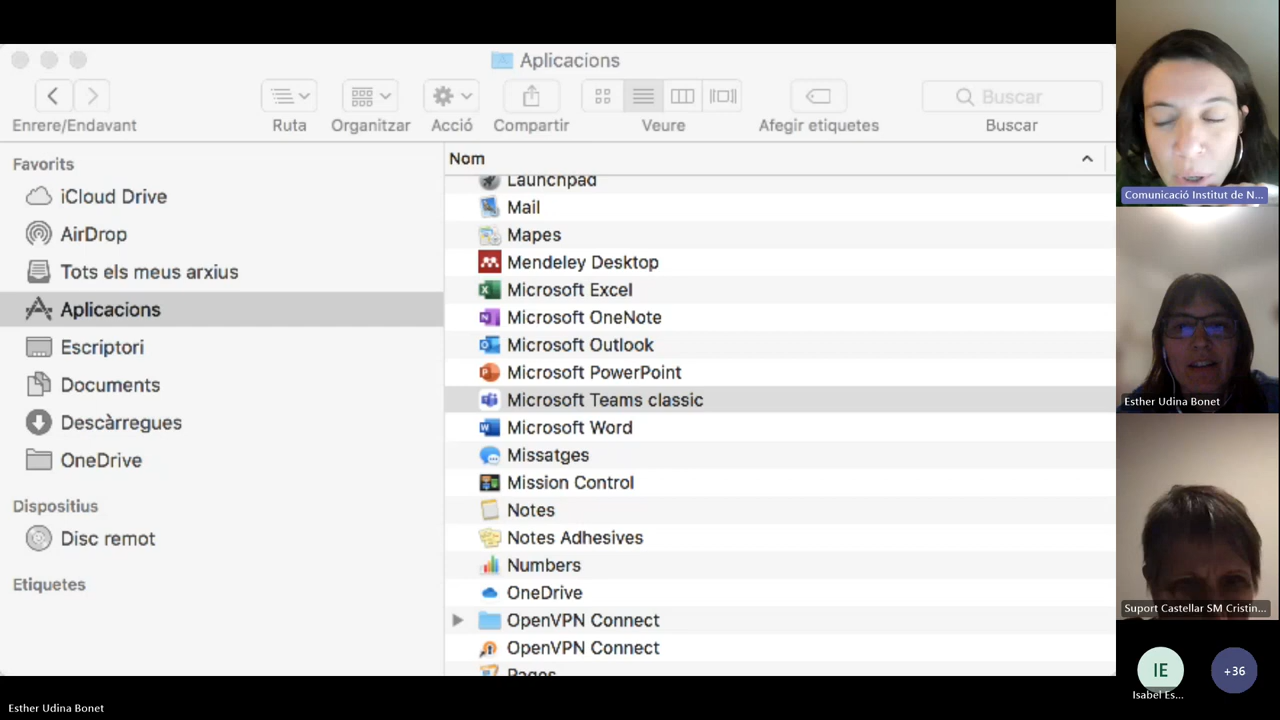 Aplicacions
Enrere/Endavant
Ruta
Organitzar
Acció
Compartir
Veure
Afegir etiquetes
Buscar
Buscar
Favorits
iCloud Drive
AirDrop
Tots els meus arxius
Aplicacions
Escriptori
Documents
Descàrregues
OneDrive
Dispositius
Disc remot
Etiquetes
Nom
Launchpad
Mail
Mapes
Mendeley Desktop
Microsoft Excel
Microsoft OneNote
Microsoft Outlook
Microsoft PowerPoint
Microsoft Teams classic
Microsoft Word
Missatges
Mission Control
Notes
Notes Adhesives
Numbers
OneDrive
OpenVPN Connect
OpenVPN Connect
Pages
Comunicació Institut de N...
Esther Udina Bonet
Suport Castellar SM Cristin...
IE
Isabel Es...
+36
Esther Udina Bonet